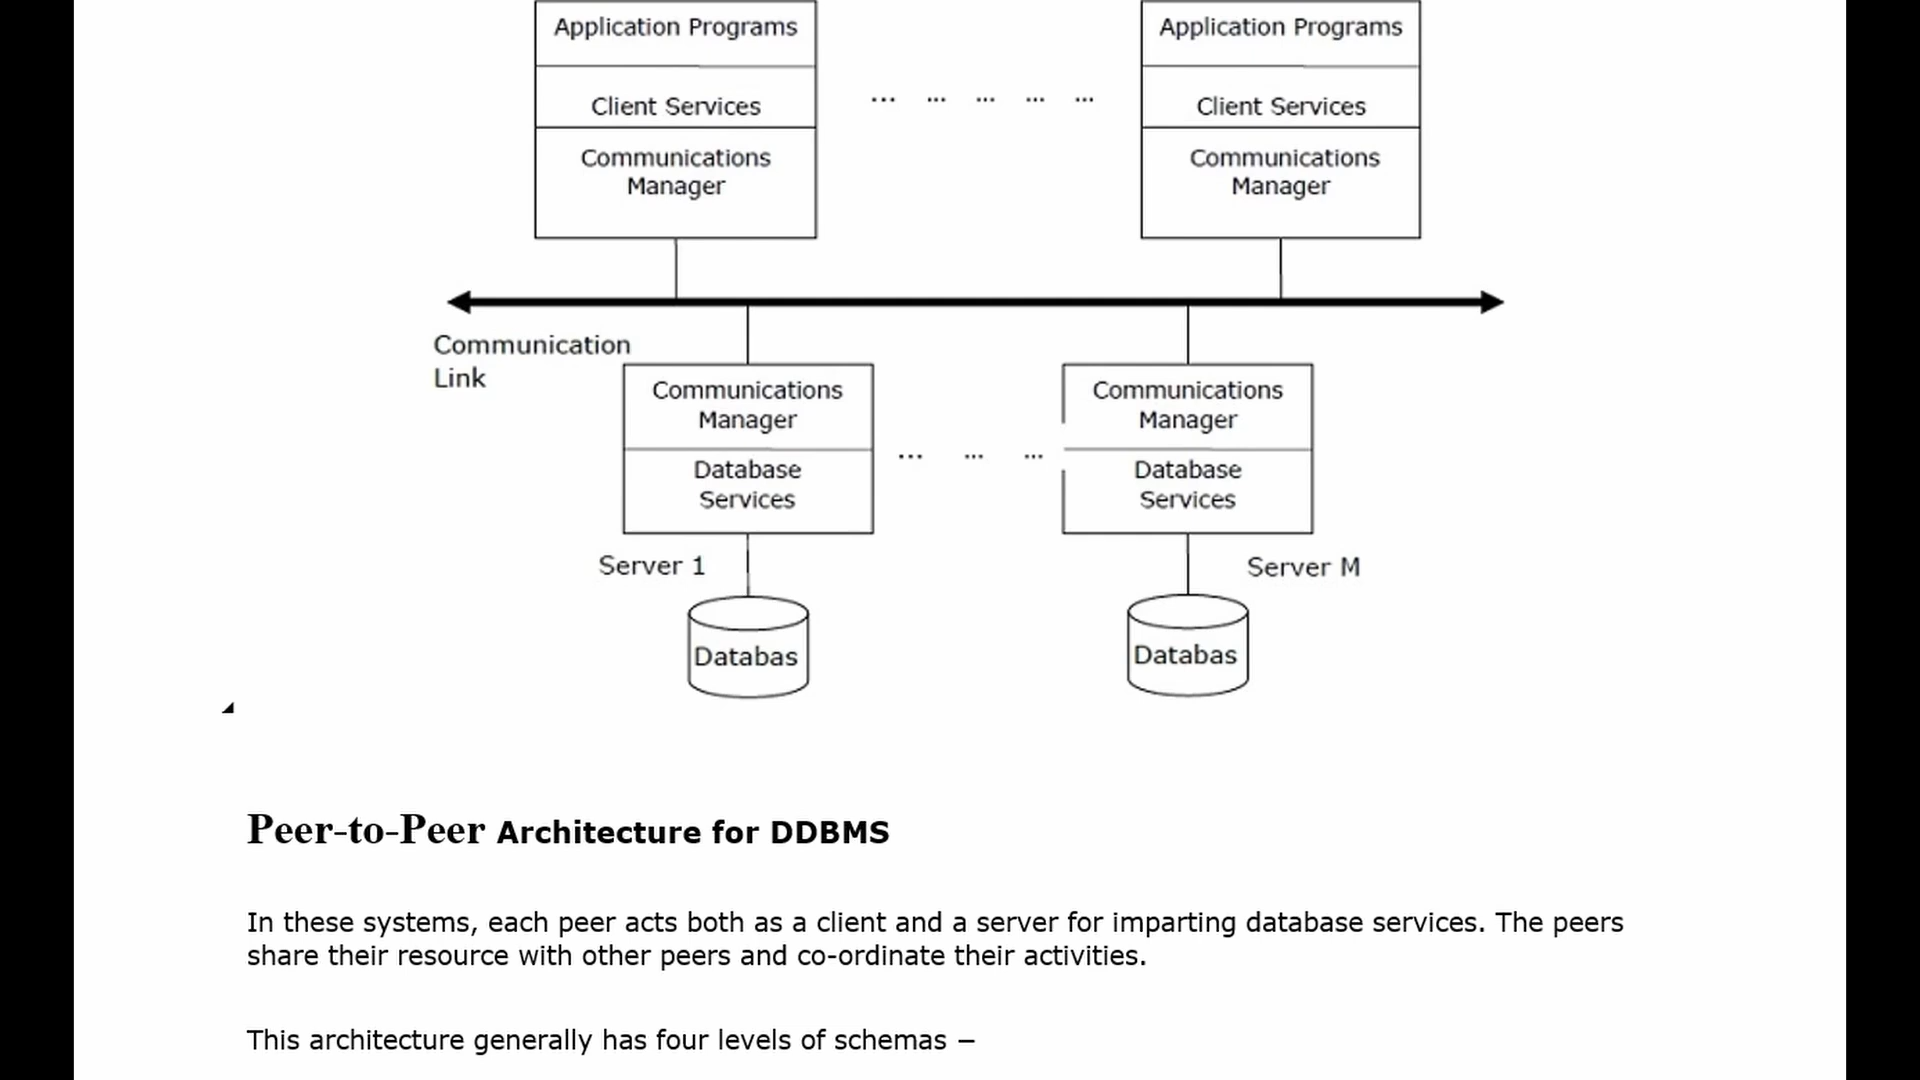 Application Programs
Application Programs
Client Services
... ... ... ... ...
Client Services
Communications
Manager
Communications
Manager
Communication
Link
Communications
Manager
Communications
Manager
... ... ...
Database
Services
Database
Services
Server 1
Server M
Databas
Databas
Peer-to-Peer Architecture for DDBMS
In these systems, each peer acts both as a client and a server for imparting database services. The peers
share their resource with other peers and co-ordinate their activities.
This architecture generally has four levels of schemas −